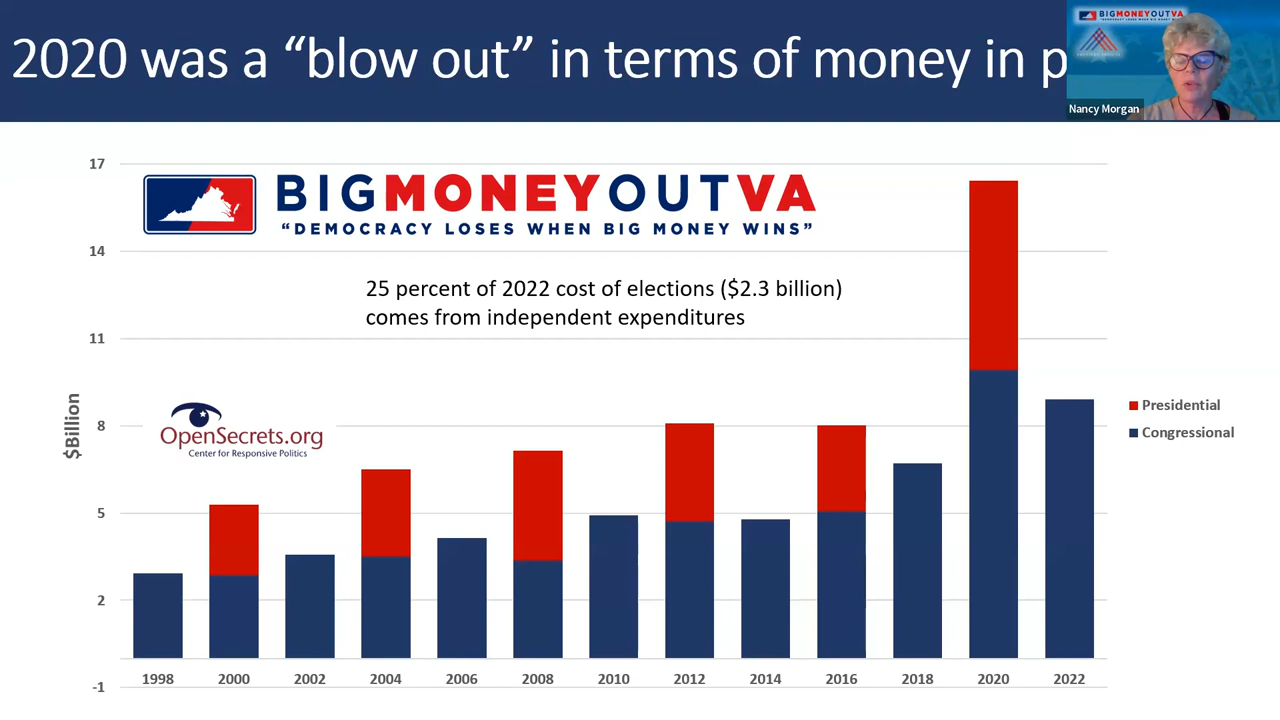 2020 was a “blow out” in terms of money in p
BIGMONEYOUTVA
Nancy Morgan
BIGMONEYOUTVA
“DEMOCRACY LOSES WHEN BIG MONEY WINS”
25 percent of 2022 cost of elections ($2.3 billion)
comes from independent expenditures
OpenSecrets.org
Center for Responsive Politics
$Billion
17
14
11
8
5
2
-1
1998 2000 2002 2004 2006 2008 2010 2012 2014 2016 2018 2020 2022
Presidential
Congressional